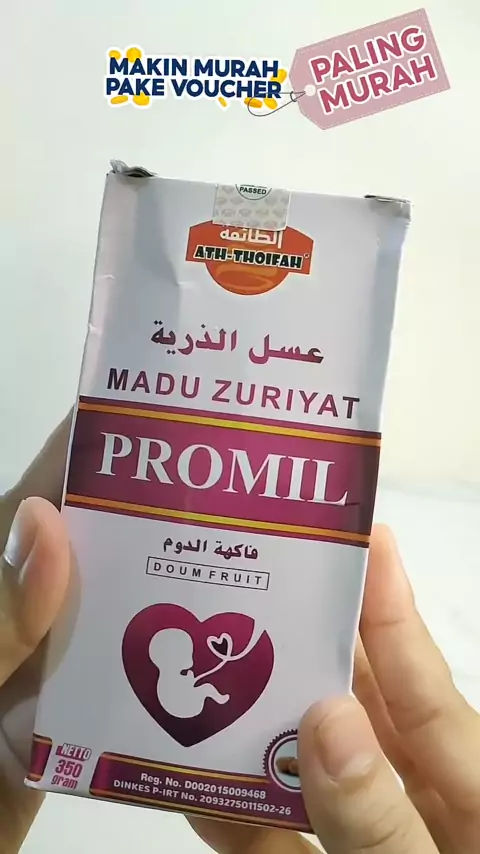 MAKIN MURAH
PAKE VOUCHER
PALING
MURAH
PASSED
الطائفة
ATH-THOIFAH®
عسل الذرية
MADU ZURIYAT
PROMIL
فاكهة الدوم
DOUM FRUIT
NETTO
350
gram
Reg. No. D002015009468
DINKES P-IRT No. 2093275011502-26